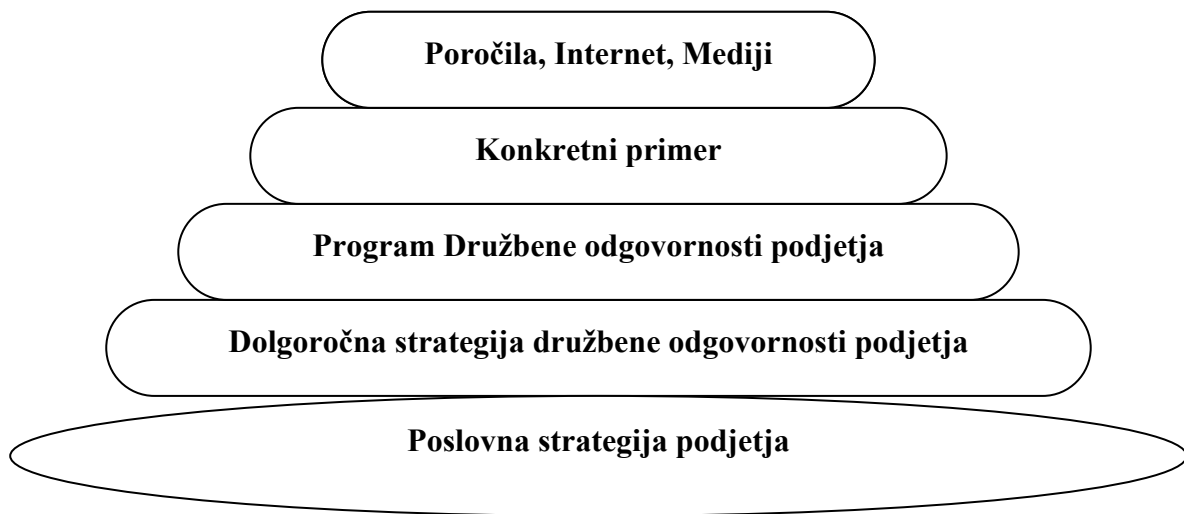 Poročila, Internet, Mediji
Konkretni primer
Program Družbene odgovornosti podjetja
Dolgoročna strategija družbene odgovornosti podjetja
Poslovna strategija podjetja